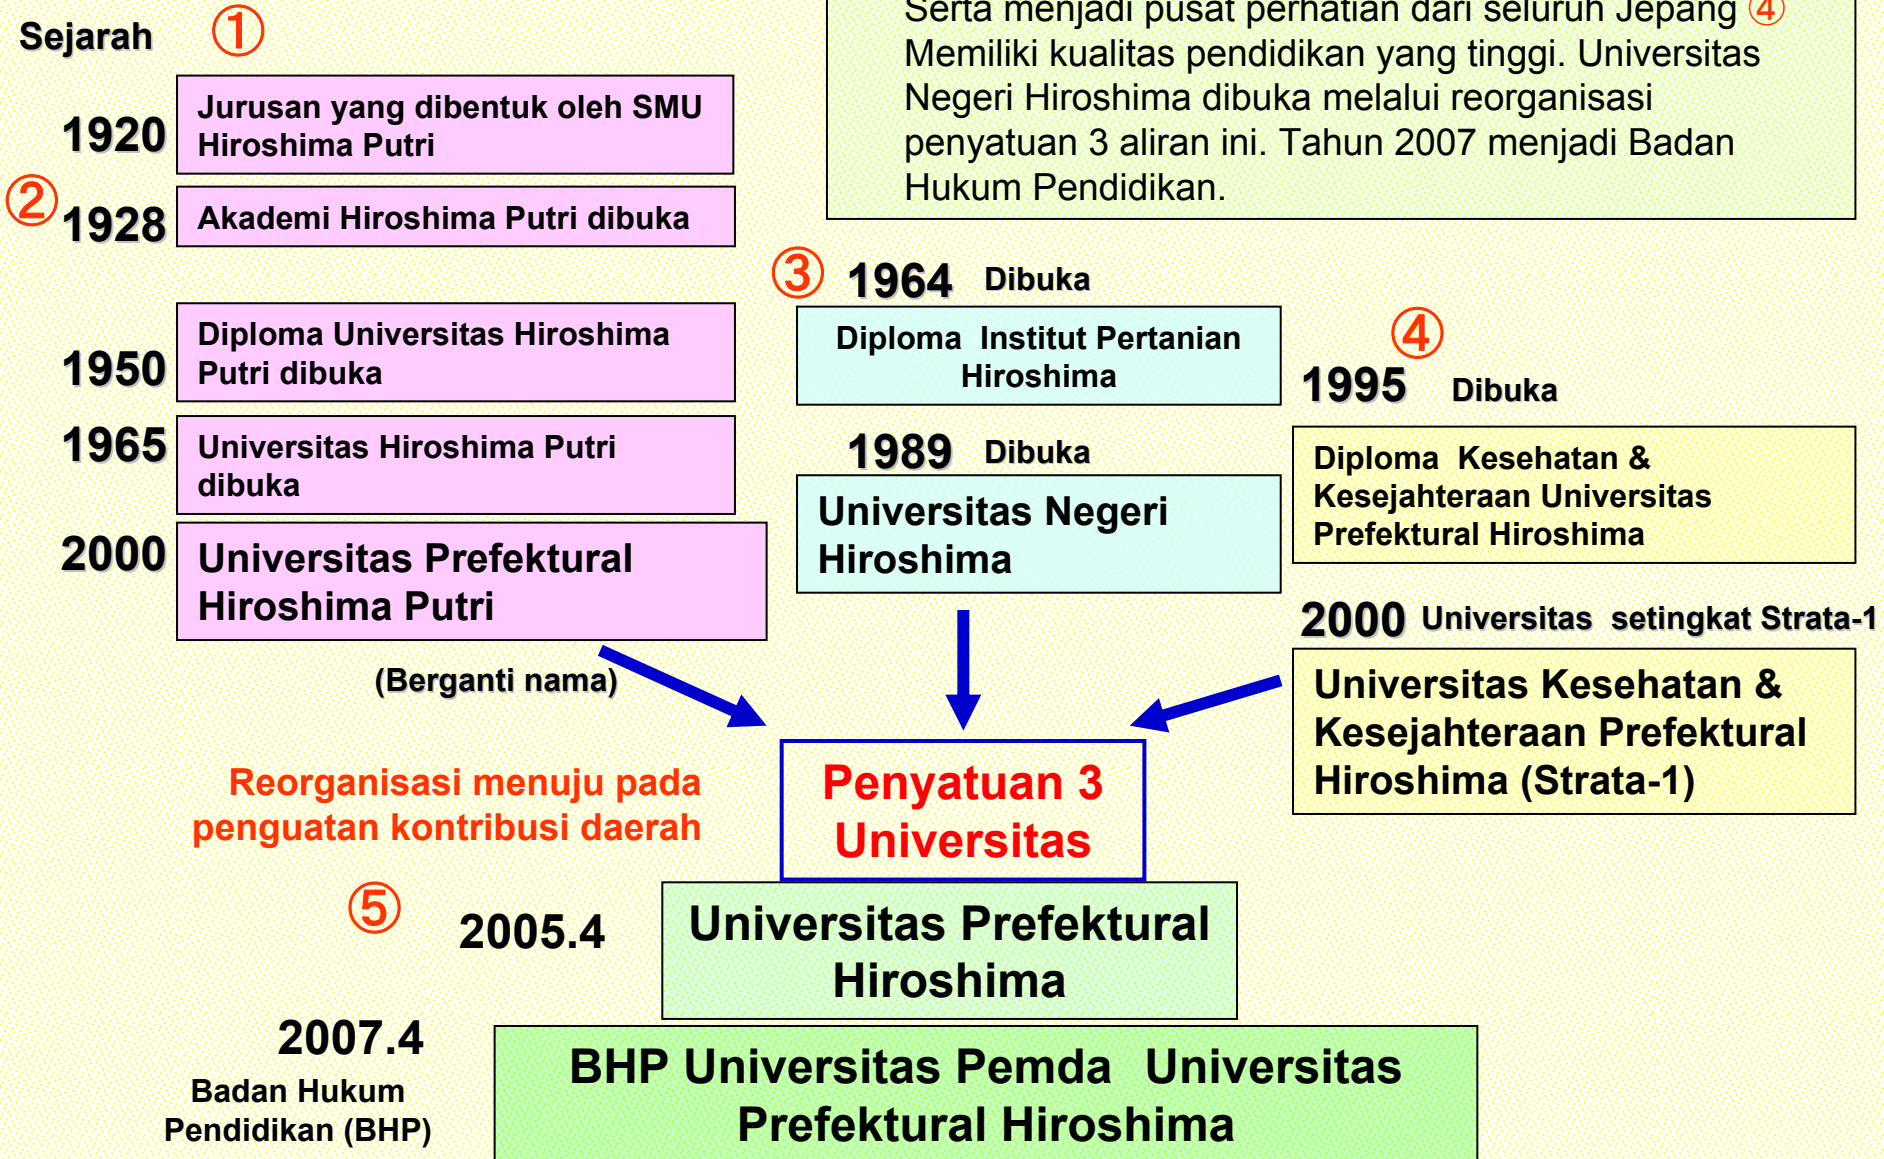 Sejarah
①
1920
Jurusan yang dibentuk oleh SMU
Hiroshima Putri
②
1928
Akademi Hiroshima Putri dibuka
1950
Diploma Universitas Hiroshima
Putri dibuka
1965
Universitas Hiroshima Putri
dibuka
2000
Universitas Prefektural
Hiroshima Putri
(Berganti nama)
Serta menjadi pusat perhatian dari seluruh Jepang ④
Memiliki kualitas pendidikan yang tinggi. Universitas
Negeri Hiroshima dibuka melalui reorganisasi
penyatuan 3 aliran ini. Tahun 2007 menjadi Badan
Hukum Pendidikan.
③
1964 Dibuka
Diploma Institut Pertanian
Hiroshima
1989 Dibuka
Universitas Negeri
Hiroshima
④
1995 Dibuka
Diploma Kesehatan &
Kesejahteraan Universitas
Prefektural Hiroshima
2000 Universitas setingkat Strata-1
Universitas Kesehatan &
Kesejahteraan Prefektural
Hiroshima (Strata-1)
Reorganisasi menuju pada
penguatan kontribusi daerah
Penyatuan 3
Universitas
⑤
2005.4
Universitas Prefektural
Hiroshima
2007.4
Badan Hukum
Pendidikan (BHP)
BHP Universitas Pemda Universitas
Prefektural Hiroshima